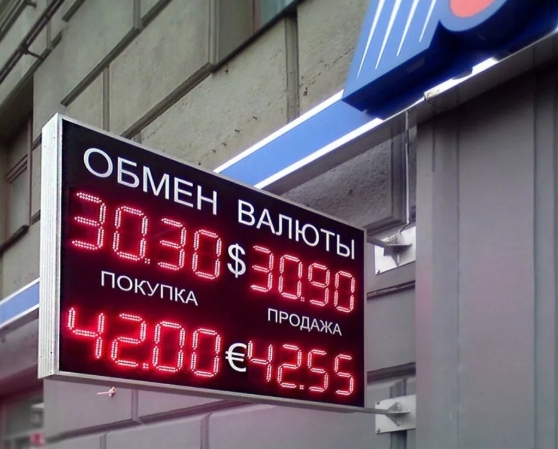 ОБМЕН ВАЛЮТЫ
30.30 $ 30.90
ПОКУПКА ПРОДАЖА
42.00 € 42.55